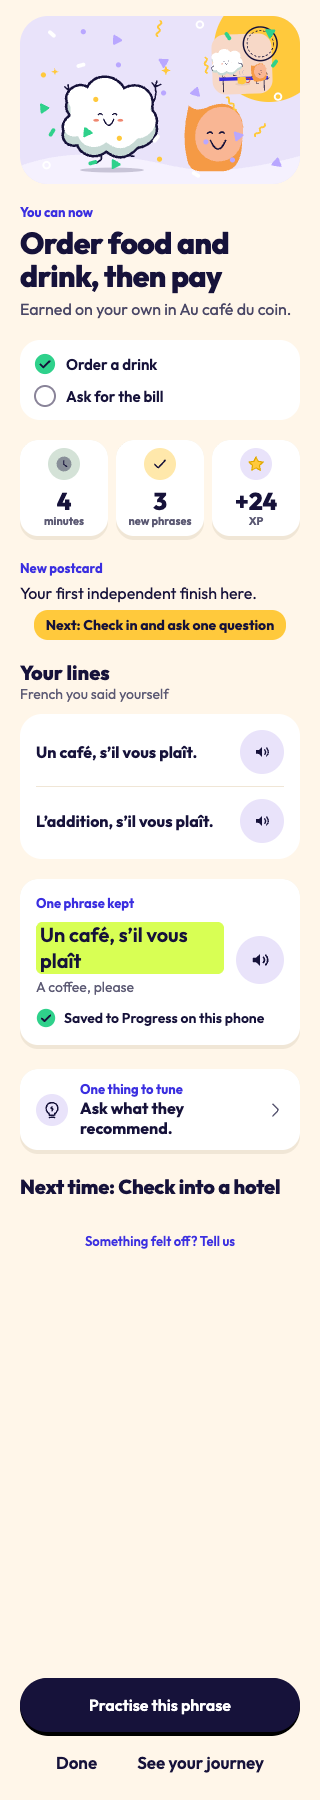 You can now
Order food and
drink, then pay
Earned on your own in Au café du coin.
Order a drink
Ask for the bill
4
minutes
3
new phrases
+24
XP
New postcard
Your first independent finish here.
Next: Check in and ask one question
Your lines
French you said yourself
Un café, s’il vous plaît.
L’addition, s’il vous plaît.
One phrase kept
Un café, s’il vous
plaît
A coffee, please
Saved to Progress on this phone
One thing to tune
Ask what they
recommend.
Next time: Check into a hotel
Something felt off? Tell us
Practise this phrase
Done
See your journey